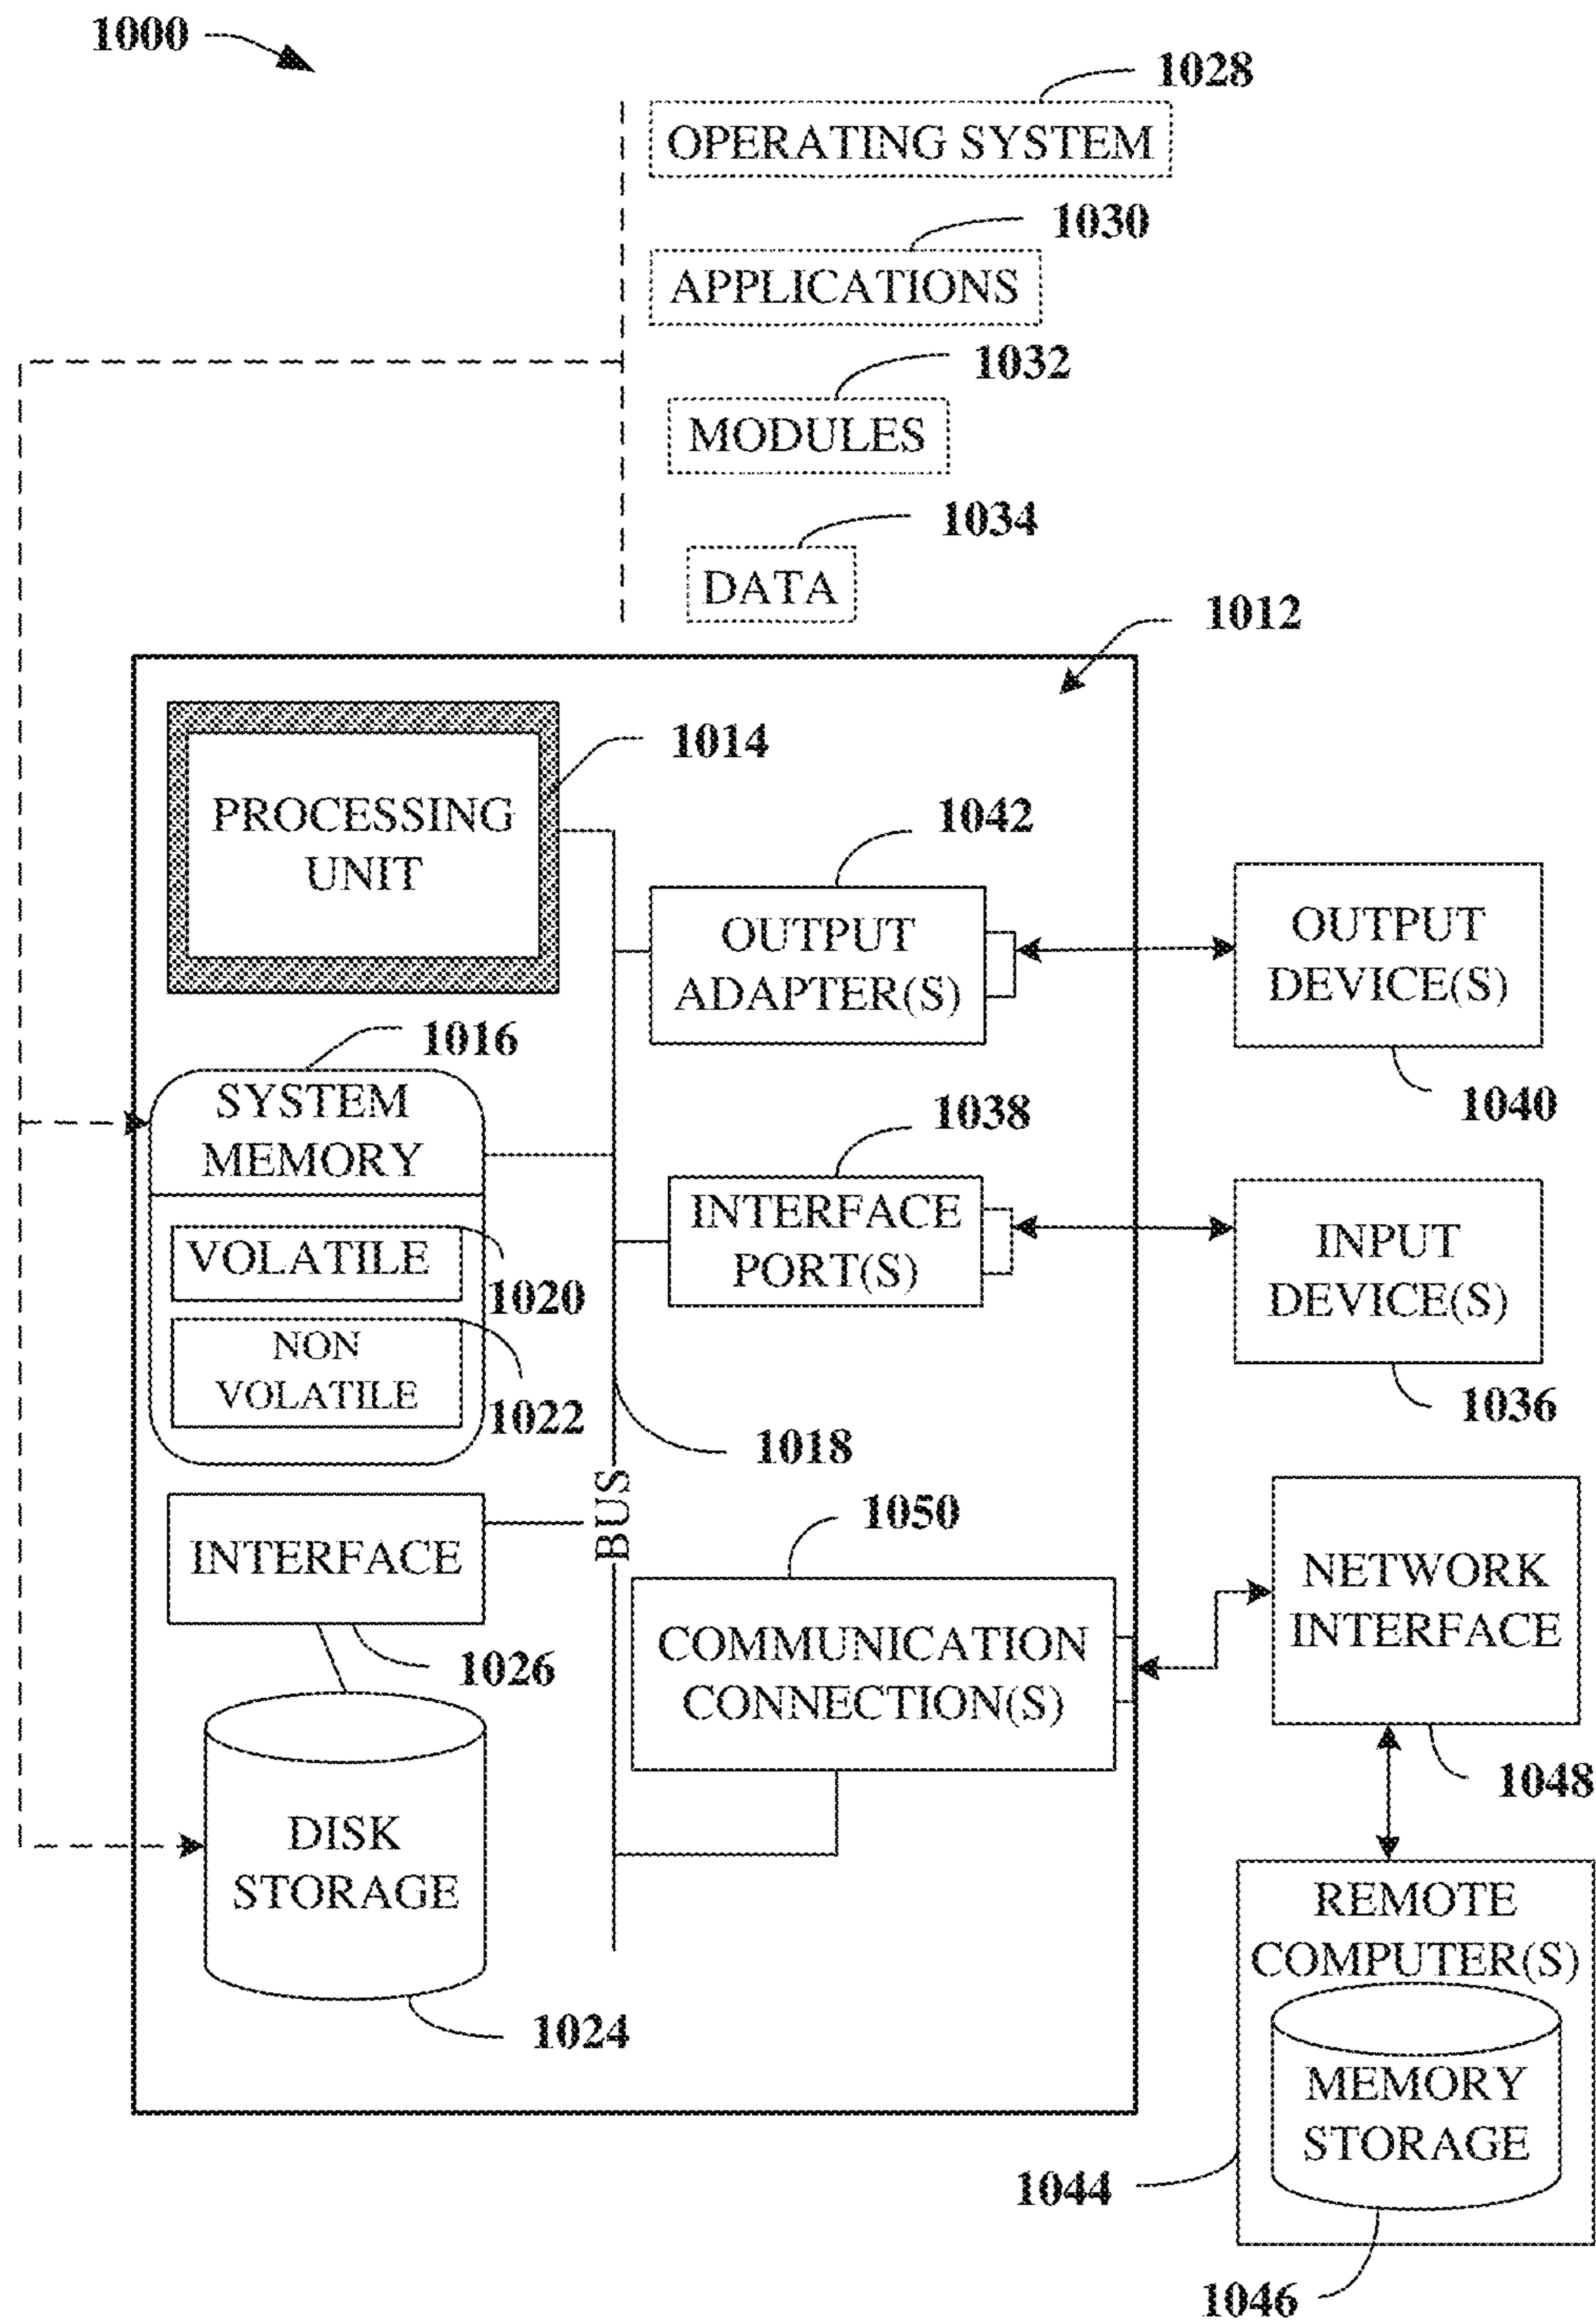 1000
1028
OPERATING SYSTEM
1030
APPLICATIONS
1032
MODULES
1034
DATA
1012
PROCESSING
UNIT
1014
1042
OUTPUT
ADAPTER(S)
OUTPUT
DEVICE(S)
1040
1016
SYSTEM
MEMORY
VOLATILE
1020
NON
VOLATILE
1022
1038
INTERFACE
PORT(S)
INPUT
DEVICE(S)
1036
1018
BUS
INTERFACE
1026
1050
COMMUNICATION
CONNECTION(S)
NETWORK
INTERFACE
1048
DISK
STORAGE
1024
REMOTE
COMPUTER(S)
MEMORY
STORAGE
1044
1046